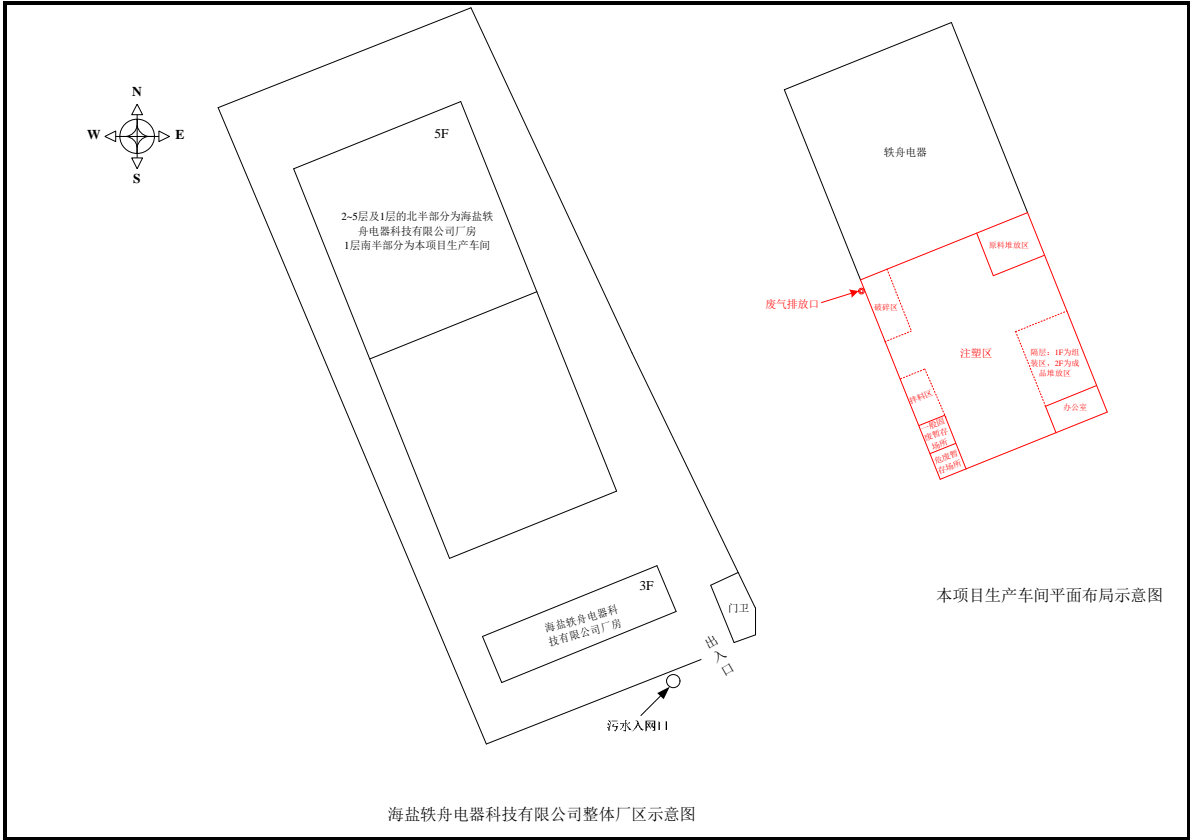 N
W
E
S
5F
2~5层及1层的北半部分为海盐轶
舟电器科技有限公司厂房
1层南半部分为本项目生产车间
3F
海盐轶舟电器科
技有限公司厂房
门卫
出
入
口
污水入网口
海盐轶舟电器科技有限公司整体厂区示意图
轶舟电器
原料堆放区
废气排放口
破碎区
注塑区
隔层：1F为组
装区，2F为成
品堆放区
办公室
拌料区
一般固
废暂存
场所
危废暂
存场所
本项目生产车间平面布局示意图